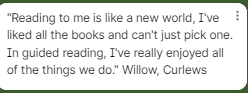 "Reading to me is like a new world, I've
liked all the books and can't just pick one.
In guided reading, I've really enjoyed all
of the things we do." Willow, Curlews